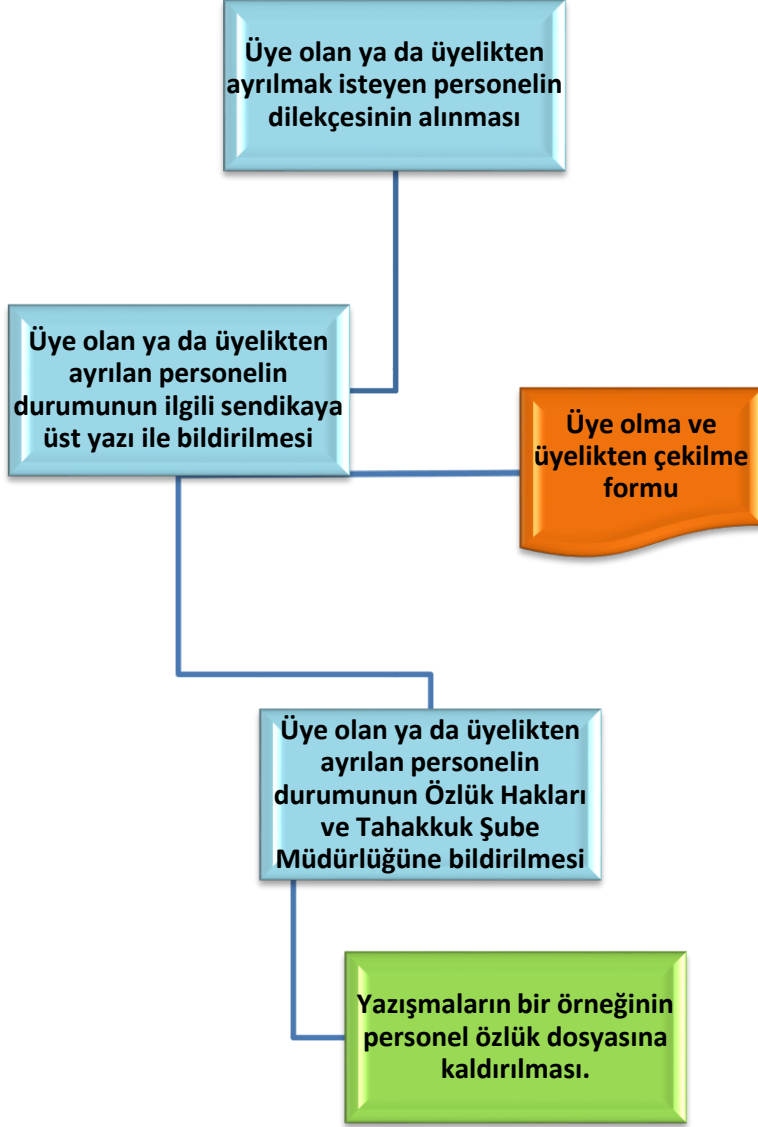 Üye olan ya da üyelikten
ayrılmak isteyen personelin
dilekçesinin alınması
Üye olan ya da üyelikten
ayrılan personelin
durumunun ilgili sendikaya
üst yazı ile bildirilmesi
Üye olma ve
üyelikten çekilme
formu
Üye olan ya da üyelikten
ayrılan personelin
durumunun Özlük Hakları
ve Tahakkuk Şube
Müdürlüğüne bildirilmesi
Yazışmaların bir örneğinin
personel özlük dosyasına
kaldırılması.